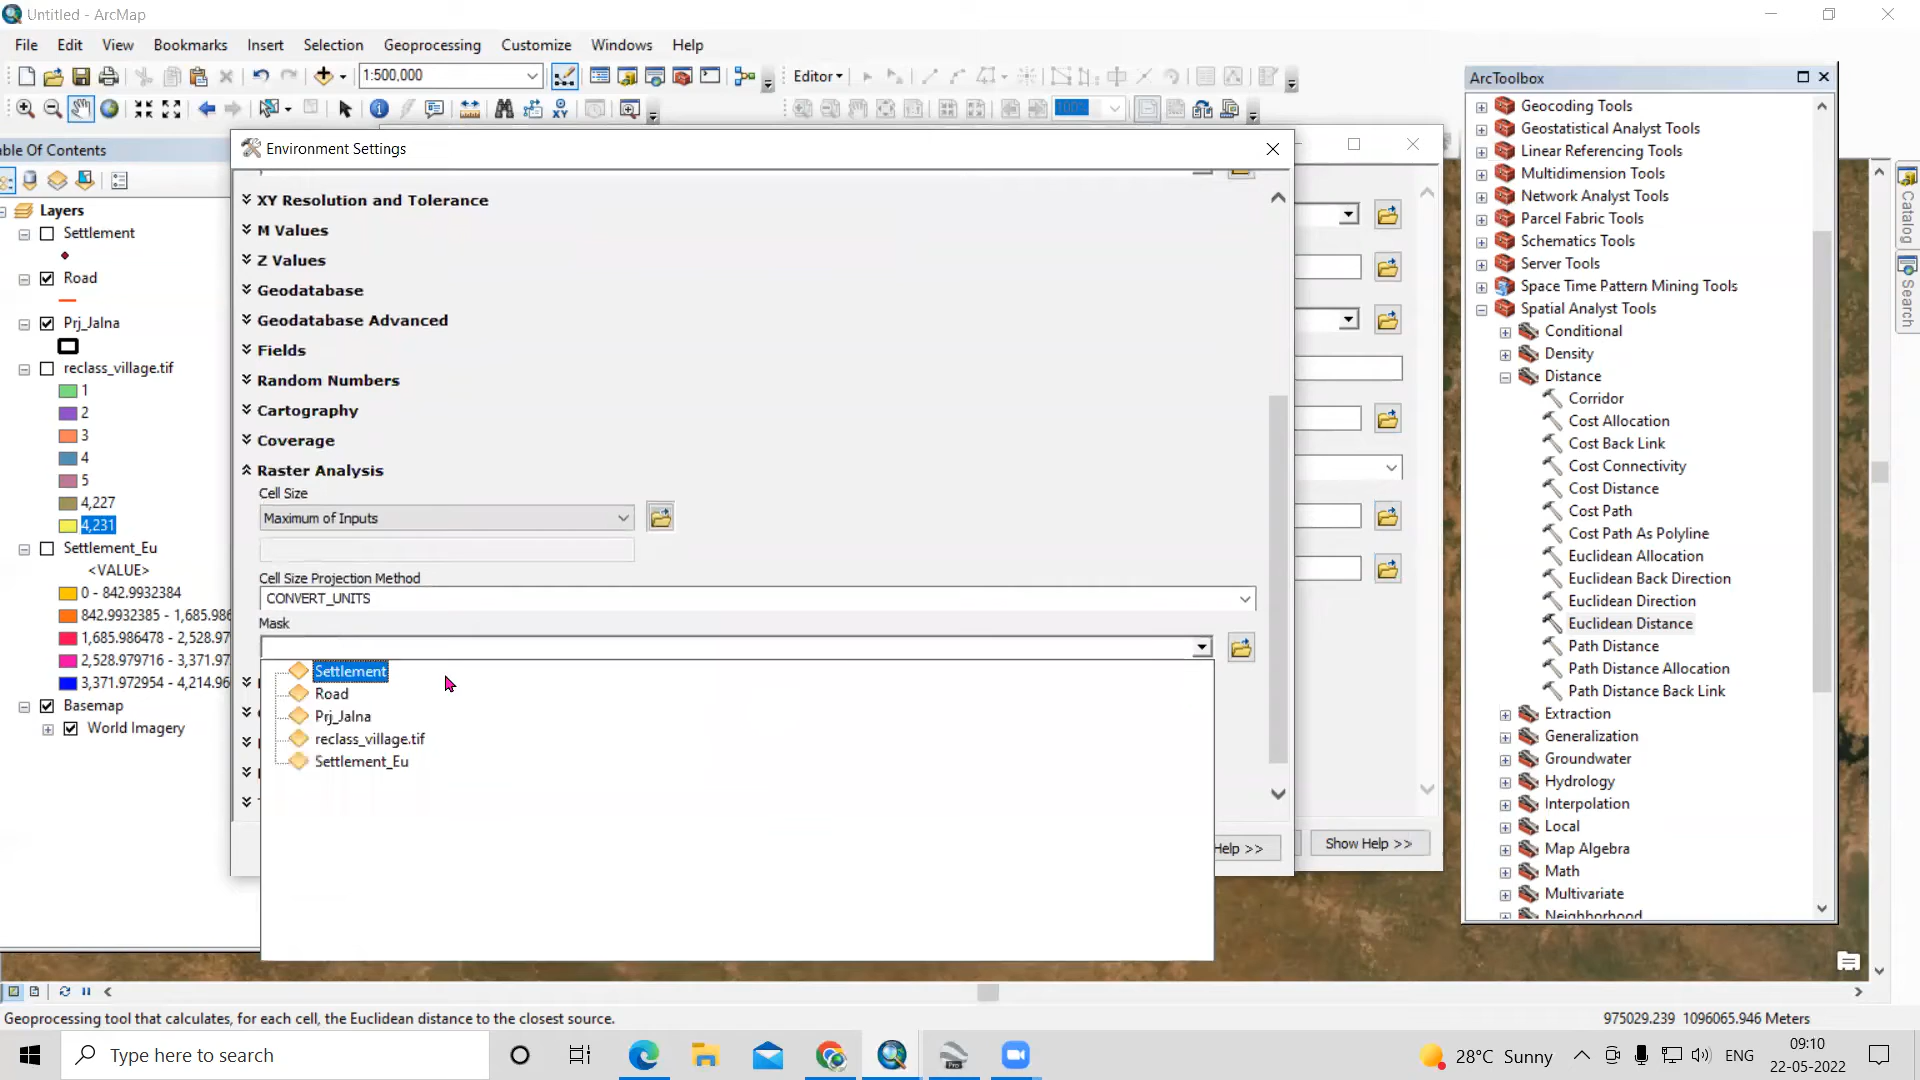 Untitled - ArcMap
File Edit View Bookmarks Insert Selection Geoprocessing Customize Windows Help
1:500,000
Editor
100%
ArcToolbox
Geocoding Tools
Geostatistical Analyst Tools
Linear Referencing Tools
Multidimension Tools
Network Analyst Tools
Parcel Fabric Tools
Schematics Tools
Server Tools
Space Time Pattern Mining Tools
Spatial Analyst Tools
Conditional
Density
Distance
Corridor
Cost Allocation
Cost Back Link
Cost Connectivity
Cost Distance
Cost Path
Cost Path As Polyline
Euclidean Allocation
Euclidean Back Direction
Euclidean Direction
Euclidean Distance
Path Distance
Path Distance Allocation
Path Distance Back Link
Extraction
Generalization
Groundwater
Hydrology
Interpolation
Local
Map Algebra
Math
Multivariate
Neighborhood
Catalog
Search
ble Of Contents
Layers
Settlement
Road
Prj_Jalna
reclass_village.tif
1
2
3
4
5
4,227
4,231
Settlement_Eu
<VALUE>
0 - 842.9932384
842.9932385 - 1,685.986
1,685.986478 - 2,528.97
2,528.979716 - 3,371.97
3,371.972954 - 4,214.96
Basemap
World Imagery
Environment Settings
XY Resolution and Tolerance
M Values
Z Values
Geodatabase
Geodatabase Advanced
Fields
Random Numbers
Cartography
Coverage
Raster Analysis
Cell Size
Maximum of Inputs
Cell Size Projection Method
CONVERT_UNITS
Mask
Settlement
Road
Prj_Jalna
reclass_village.tif
Settlement_Eu
Help >>
Show Help >>
Geoprocessing tool that calculates, for each cell, the Euclidean distance to the closest source.
975029.239 1096065.946 Meters
Type here to search
Pro
28°C Sunny
ENG
09:10
22-05-2022